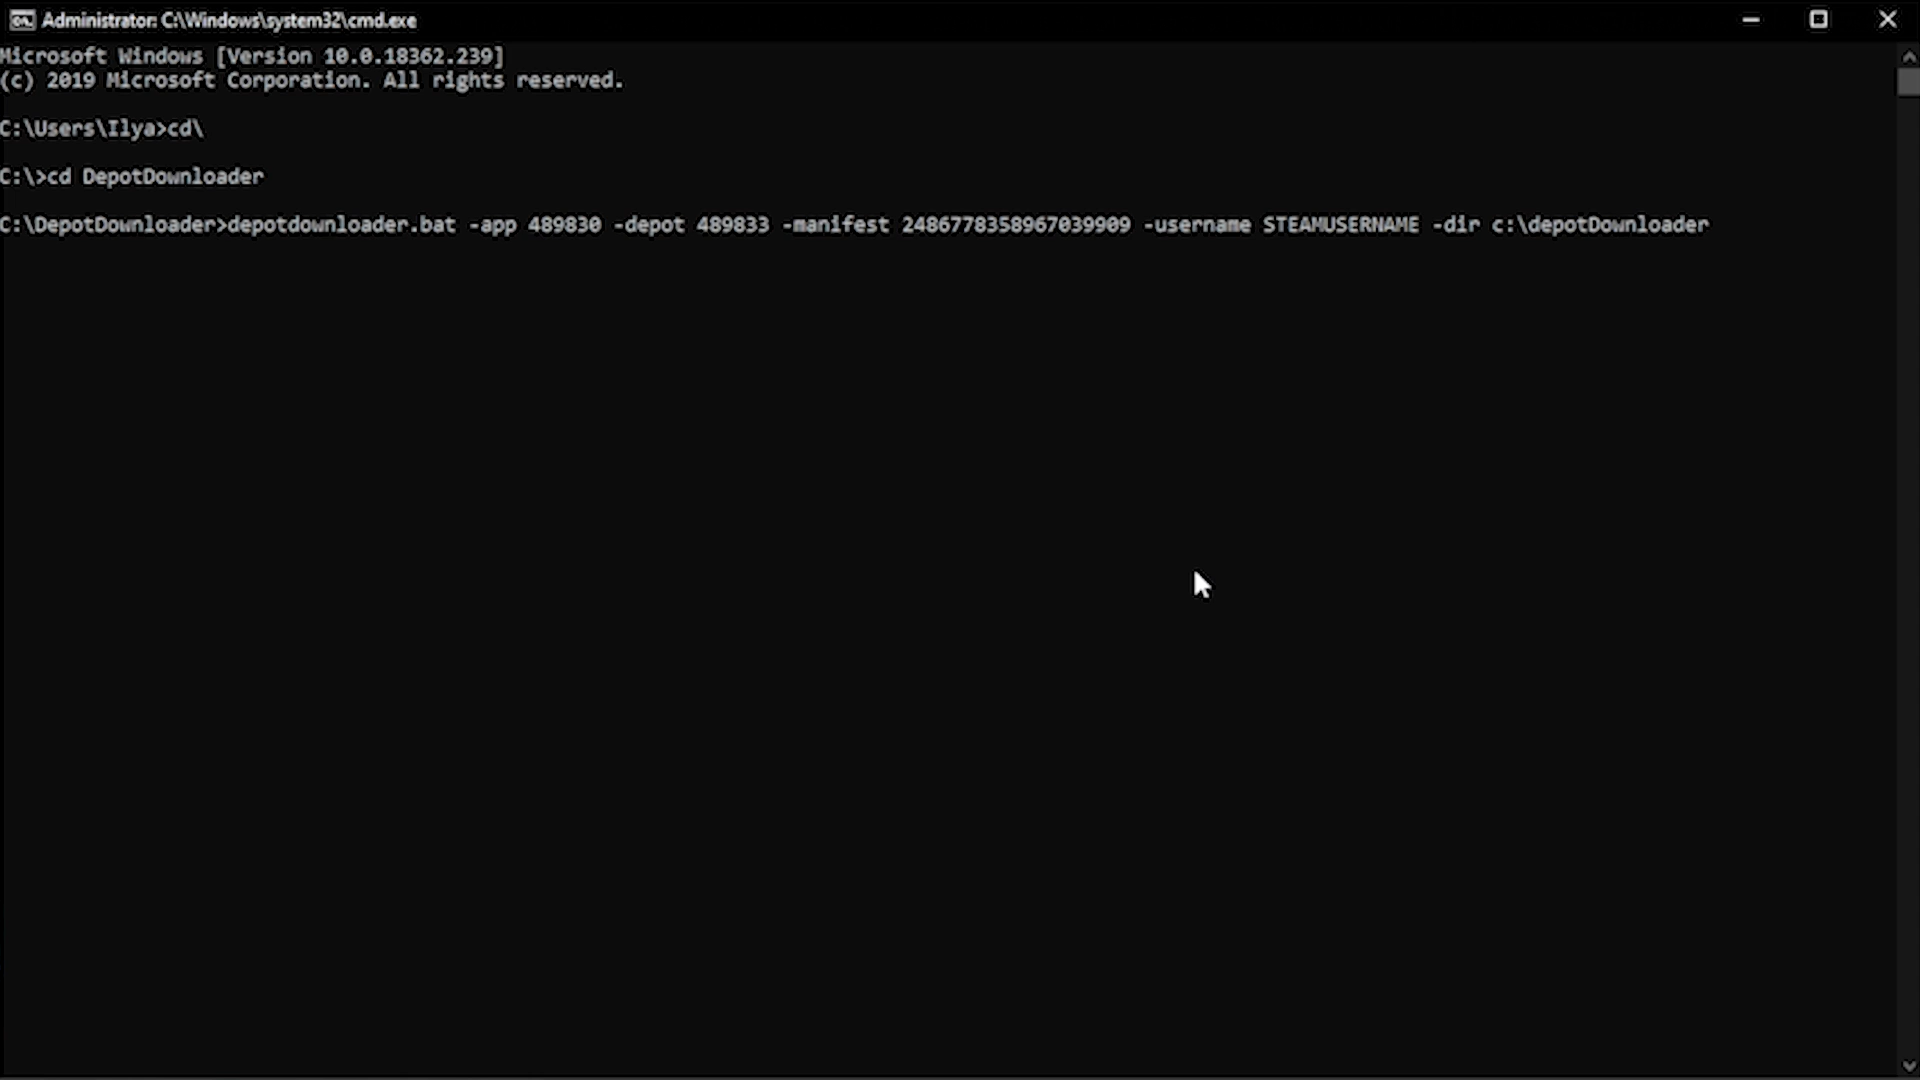 Administrator: C:\Windows\system32\cmd.exe
Microsoft Windows [Version 10.0.18362.239]
(c) 2019 Microsoft Corporation. All rights reserved.
C:\Users\Ilya>cd\
C:\>cd DepotDownloader
C:\DepotDownloader>depotdownloader.bat -app 489830 -depot 489833 -manifest 2486778358967039909 -username STEAMUSERNAME -dir c:\depotDownloader